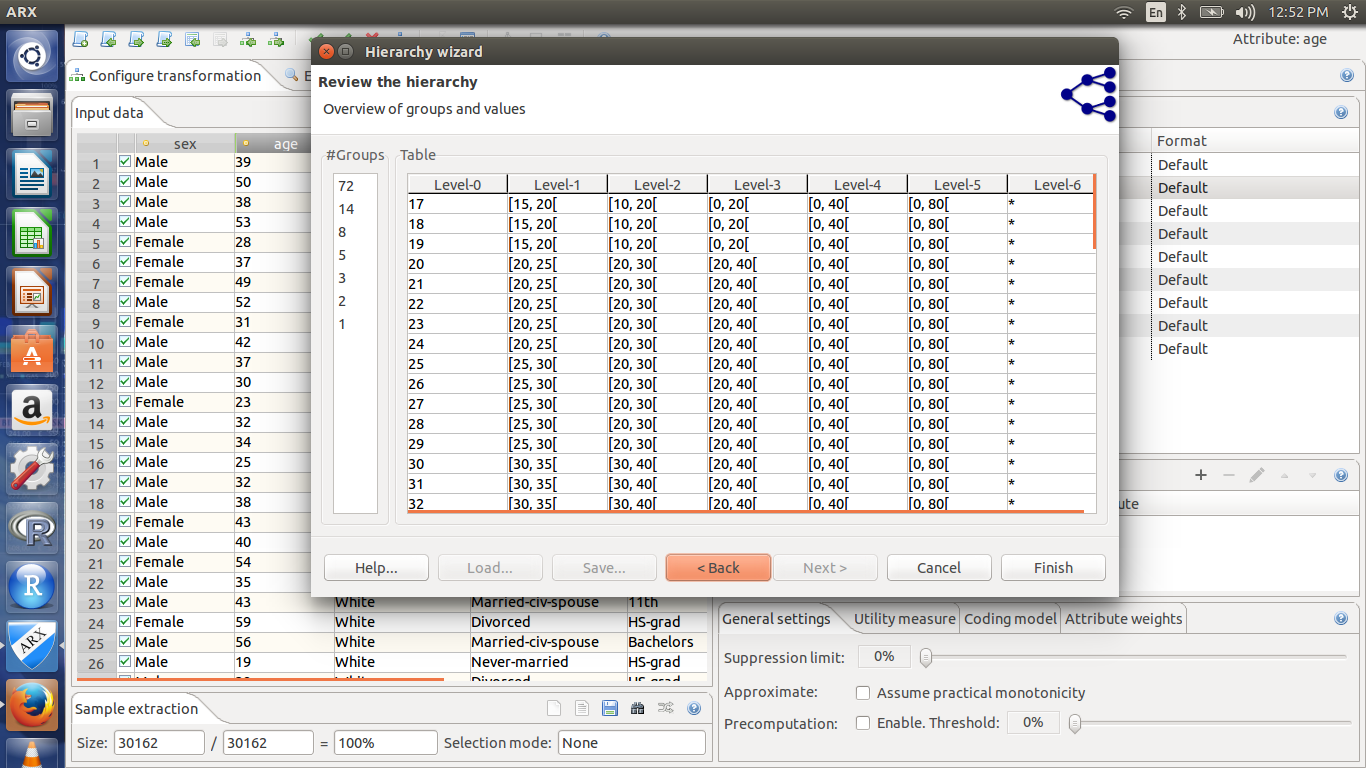 ARX
En
12:52 PM
Attribute: age
Configure transformation
E
Input data
sex age
1 Male 39
2 Male 50
3 Male 38
4 Male 53
5 Female 28
6 Female 37
7 Female 49
8 Male 52
9 Female 31
10 Male 42
11 Male 37
12 Male 30
13 Female 23
14 Male 32
15 Male 34
16 Male 25
17 Male 32
18 Male 38
19 Female 43
20 Male 40
21 Female 54
22 Male 35
23 Male 43 White Married-civ-spouse 11th
24 Female 59 White Divorced HS-grad
25 Male 56 White Married-civ-spouse Bachelors
26 Male 19 White Never-married HS-grad
Hierarchy wizard
Review the hierarchy
Overview of groups and values
#Groups
72
14
8
5
3
2
1
Table
Level-0 Level-1 Level-2 Level-3 Level-4 Level-5 Level-6
17 [15, 20[ [10, 20[ [0, 20[ [0, 40[ [0, 80[ *
18 [15, 20[ [10, 20[ [0, 20[ [0, 40[ [0, 80[ *
19 [15, 20[ [10, 20[ [0, 20[ [0, 40[ [0, 80[ *
20 [20, 25[ [20, 30[ [20, 40[ [0, 40[ [0, 80[ *
21 [20, 25[ [20, 30[ [20, 40[ [0, 40[ [0, 80[ *
22 [20, 25[ [20, 30[ [20, 40[ [0, 40[ [0, 80[ *
23 [20, 25[ [20, 30[ [20, 40[ [0, 40[ [0, 80[ *
24 [20, 25[ [20, 30[ [20, 40[ [0, 40[ [0, 80[ *
25 [25, 30[ [20, 30[ [20, 40[ [0, 40[ [0, 80[ *
26 [25, 30[ [20, 30[ [20, 40[ [0, 40[ [0, 80[ *
27 [25, 30[ [20, 30[ [20, 40[ [0, 40[ [0, 80[ *
28 [25, 30[ [20, 30[ [20, 40[ [0, 40[ [0, 80[ *
29 [25, 30[ [20, 30[ [20, 40[ [0, 40[ [0, 80[ *
30 [30, 35[ [30, 40[ [20, 40[ [0, 40[ [0, 80[ *
31 [30, 35[ [30, 40[ [20, 40[ [0, 40[ [0, 80[ *
32 [30, 35[ [30, 40[ [20, 40[ [0, 40[ [0, 80[ *
Help... Load... Save... < Back Next > Cancel Finish
Format
Default
Default
Default
Default
Default
Default
Default
Default
Default
ute
General settings Utility measure Coding model Attribute weights
Suppression limit: 0%
Approximate: Assume practical monotonicity
Precomputation: Enable. Threshold: 0%
Sample extraction
Size: 30162 / 30162 = 100% Selection mode: None
a
R
R
ARX